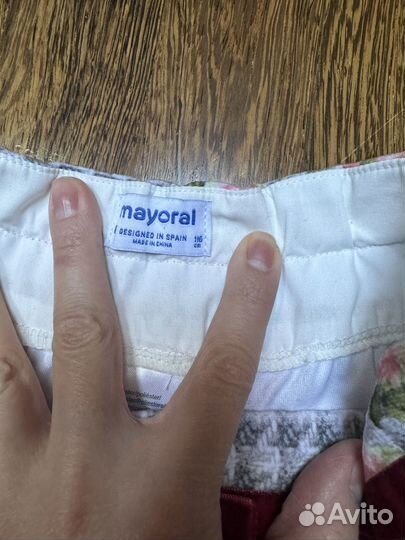 mayoral
DESIGNED IN SPAIN
MADE IN CHINA
116
cm
Avito